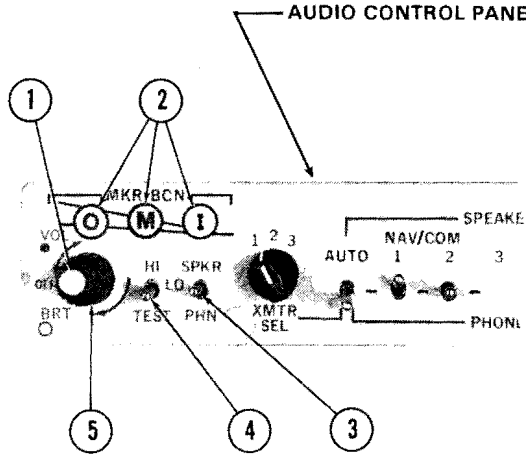 AUDIO CONTROL PANE
1
2
MKR BCN
O M I
VO
SPEAKE
NAV/COM
1 2 3
AUTO 1 2 3
OFF
HI SPKR
LO
BRT
TEST PHN
XMTR
SEL
PHONE
5
4
3